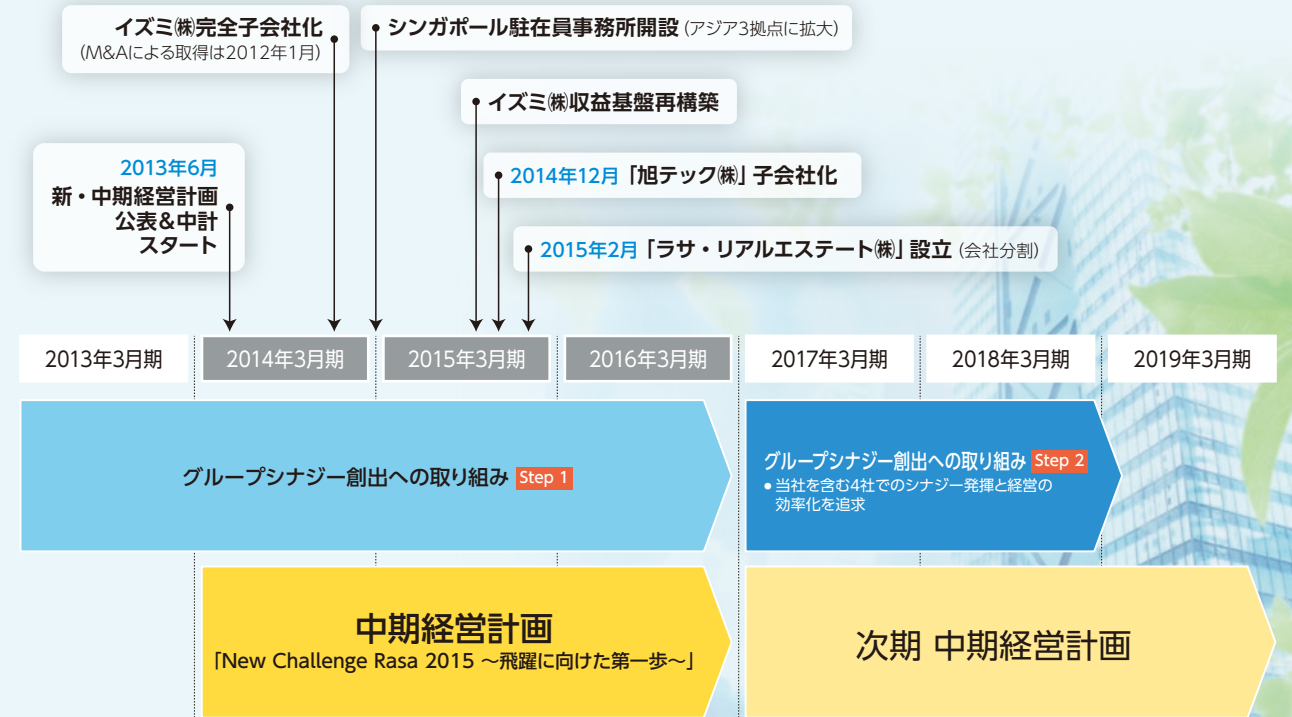 イズミ㈱完全子会社化
(M&Aによる取得は2012年1月)
シンガポール駐在員事務所開設 (アジア3拠点に拡大)
イズミ㈱収益基盤再構築
2013年6月
新・中期経営計画
公表&中計
スタート
2014年12月「旭テック㈱」子会社化
2015年2月「ラサ・リアルエステート㈱」設立 (会社分割)
2013年3月期
2014年3月期
2015年3月期
2016年3月期
2017年3月期
2018年3月期
2019年3月期
グループシナジー創出への取り組み Step 1
グループシナジー創出への取り組み Step 2
● 当社を含む4社でのシナジー発揮と経営の
効率化を追求
中期経営計画
「New Challenge Rasa 2015 ～飛躍に向けた第一歩～」
次期 中期経営計画